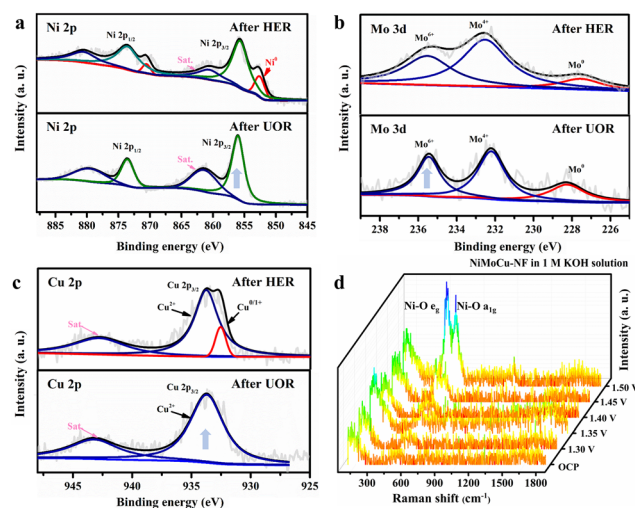 a
Ni 2p
After HER
Ni 2p1/2
Ni 2p3/2
Sat.
Ni0
Ni 2p
After UOR
Ni 2p1/2
Ni 2p3/2
Sat.
Intensity (a. u.)
885 880 875 870 865 860 855 850 845
Binding energy (eV)
b
Mo 3d
After HER
Mo6+
Mo4+
Mo0
Mo 3d
After UOR
Mo6+
Mo4+
Mo0
Intensity (a. u.)
238 236 234 232 230 228 226
Binding energy (eV)
c
Cu 2p
After HER
Cu 2p3/2
Cu2+
Cu0/1+
Sat.
Cu 2p
After UOR
Cu 2p3/2
Cu2+
Sat.
Intensity (a. u.)
945 940 935 930 925
Binding energy (eV)
NiMoCu-NF in 1 M KOH solution
d
Ni-O eg
Ni-O a1g
Intensity (a. u.)
1.50 V
1.45 V
1.40 V
1.35 V
1.30 V
OCP
300 600 900 1200 1500 1800
Raman shift (cm-1)